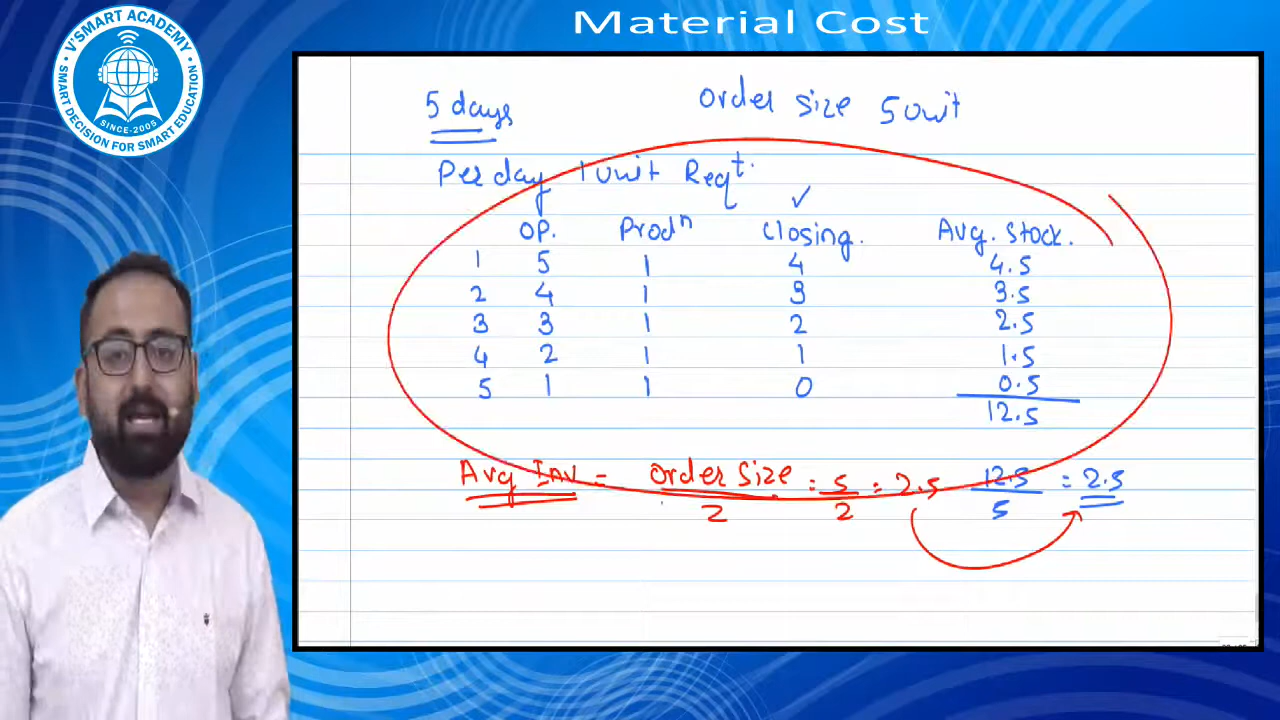 Material Cost
V'SMART ACADEMY
SINCE-2005
SMART DECISION FOR SMART EDUCATION
5 days
Order size 5 unit
Per day 1 unit Reqt.
✓
OP. Prodn Closing. Avg. Stock.
1 5 1 4 4.5
2 4 1 3 3.5
3 3 1 2 2.5
4 2 1 1 1.5
5 1 1 0 0.5
12.5
Avg Inv = Order Size / 2 = 5 / 2 = 2.5 12.5 / 5 = 2.5